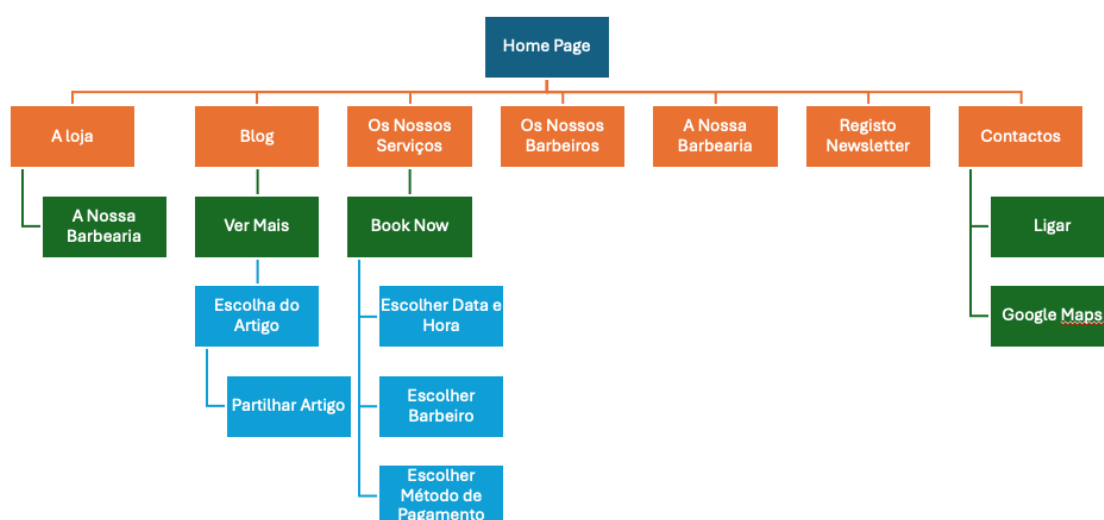 Home Page
A loja
Blog
Os Nossos
Serviços
Os Nossos
Barbeiros
A Nossa
Barbearia
Registo
Newsletter
Contactos
A Nossa
Barbearia
Ver Mais
Book Now
Ligar
Escolha do
Artigo
Escolher Data e
Hora
Google Maps
Partilhar Artigo
Escolher
Barbeiro
Escolher
Método de
Pagamento